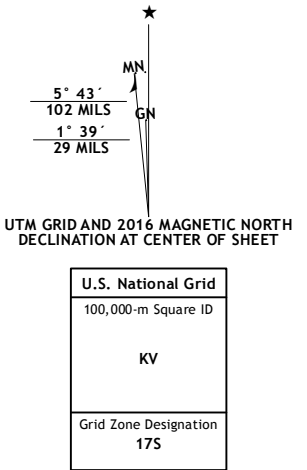 ★
MN
GN
5° 43´
102 MILS
1° 39´
29 MILS
UTM GRID AND 2016 MAGNETIC NORTH
DECLINATION AT CENTER OF SHEET
U.S. National Grid
100,000-m Square ID
KV
Grid Zone Designation
17S